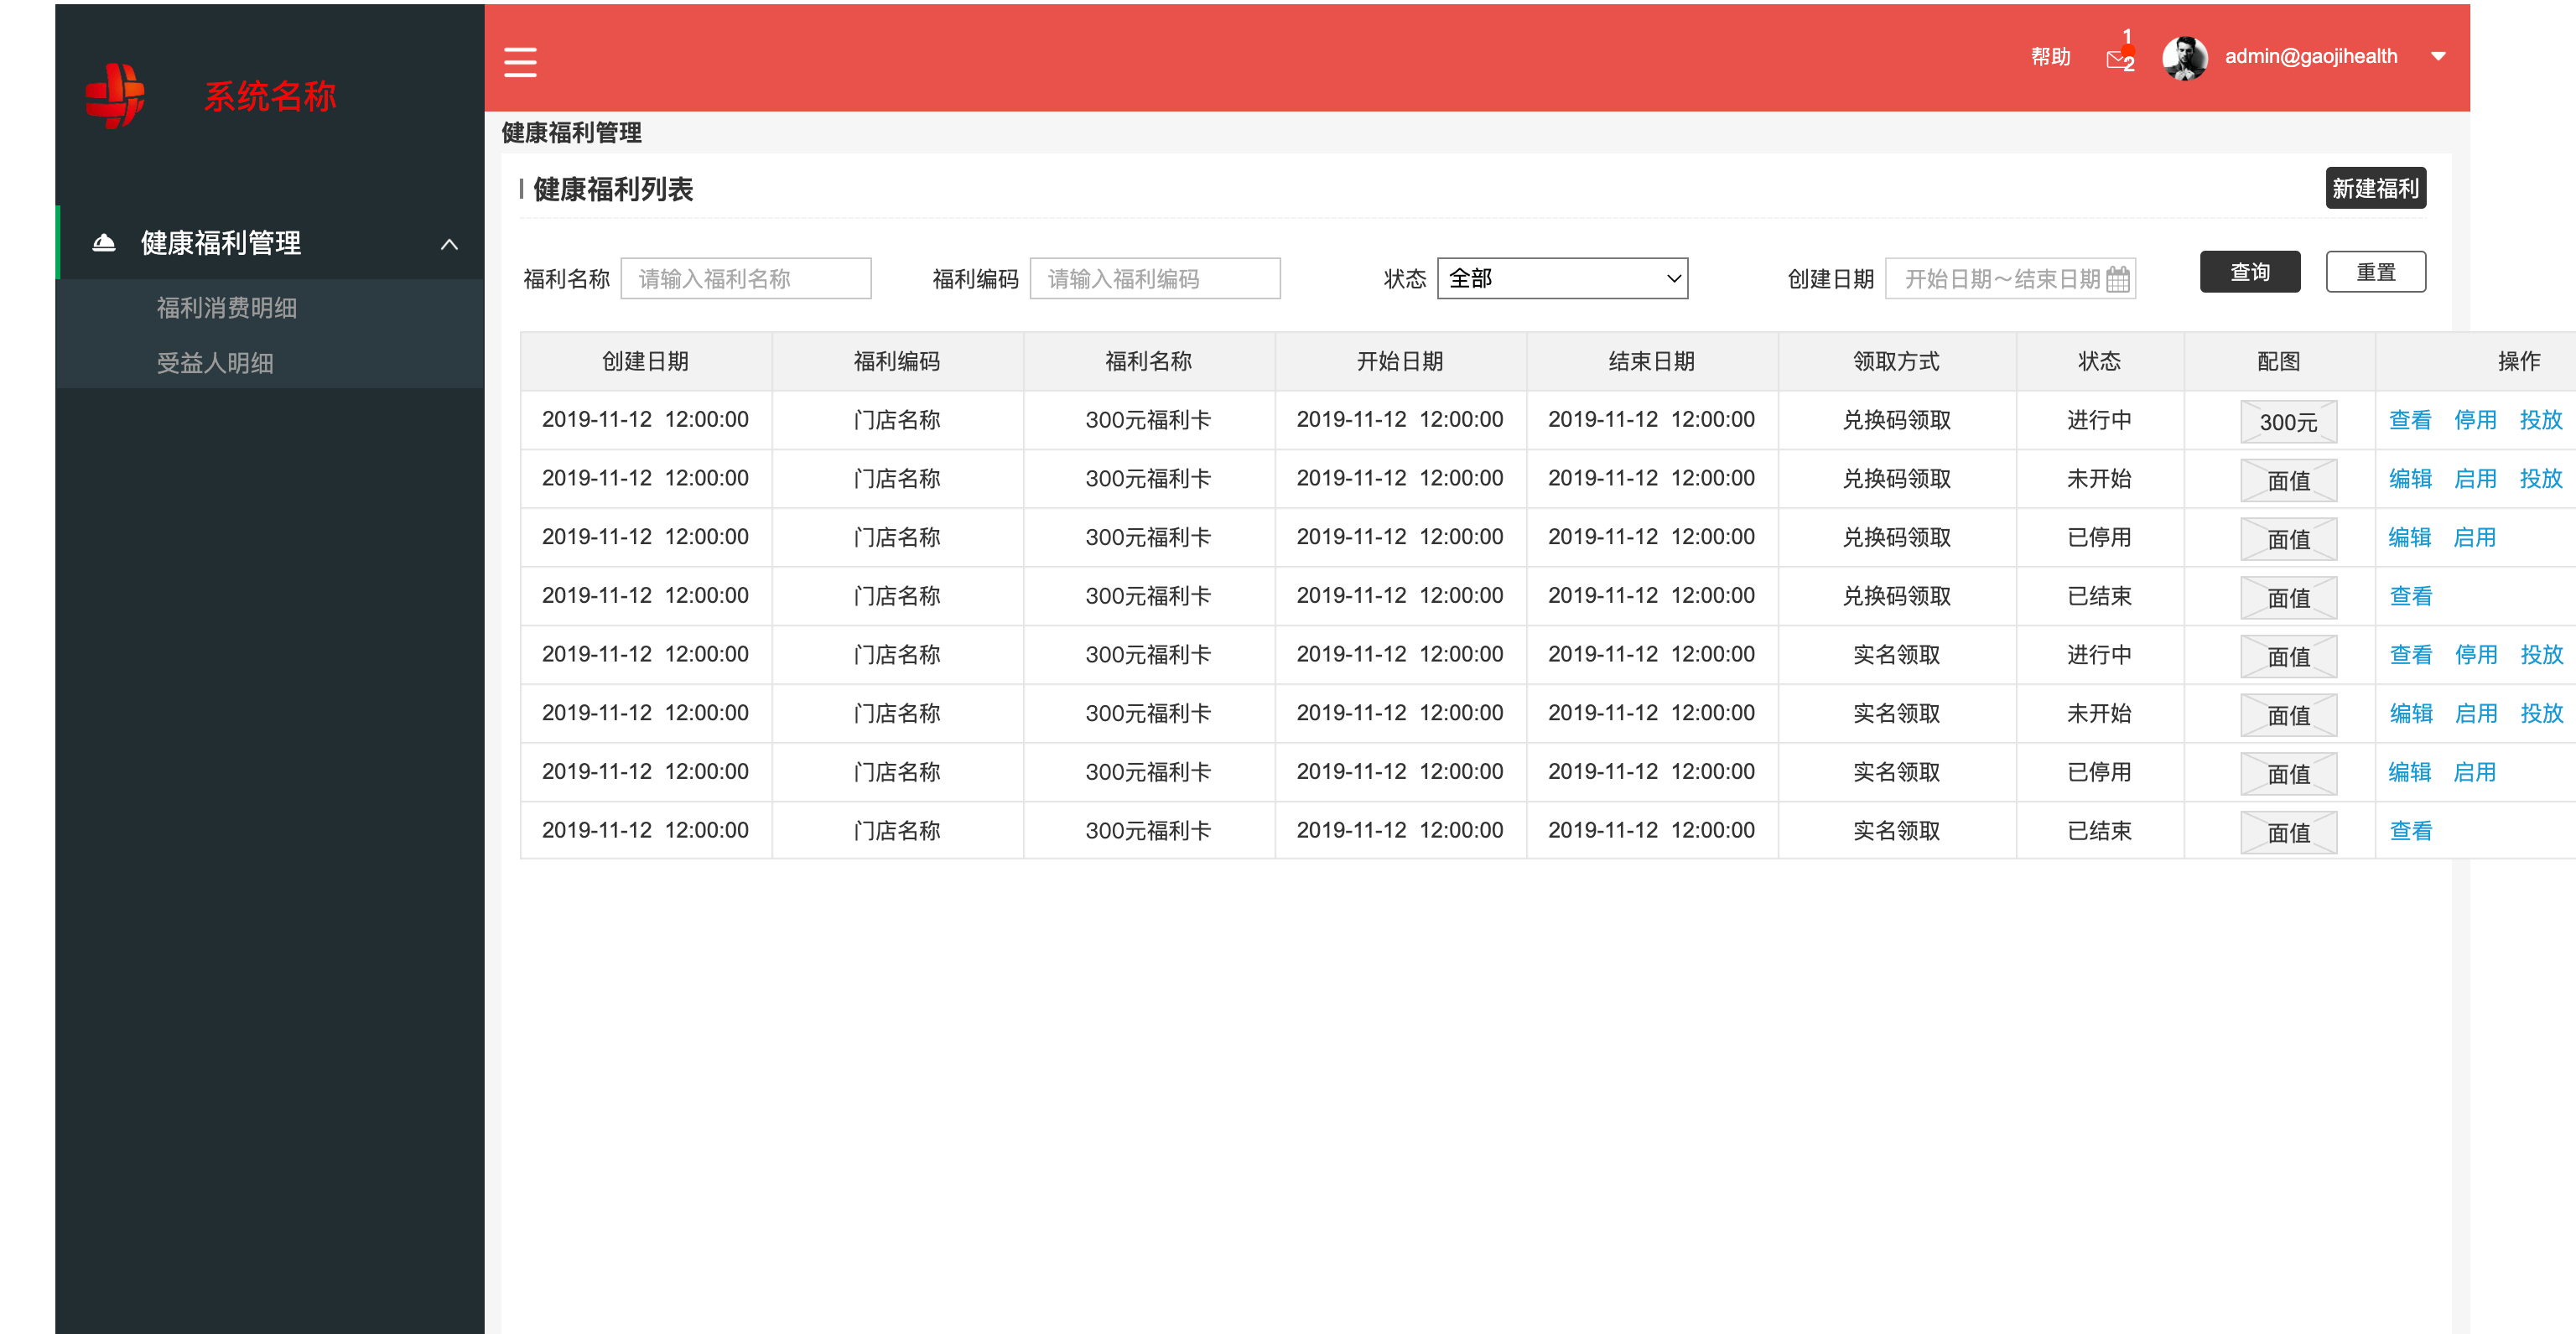 系统名称
帮助
1
2
admin@gaojihealth
健康福利管理
福利消费明细
受益人明细
健康福利管理
健康福利列表
新建福利
福利名称 请输入福利名称 福利编码 请输入福利编码 状态 全部 创建日期 开始日期~结束日期 查询 重置
创建日期 福利编码 福利名称 开始日期 结束日期 领取方式 状态 配图 操作
2019-11-12 12:00:00 门店名称 300元福利卡 2019-11-12 12:00:00 2019-11-12 12:00:00 兑换码领取 进行中 300元 查看 停用 投放
2019-11-12 12:00:00 门店名称 300元福利卡 2019-11-12 12:00:00 2019-11-12 12:00:00 兑换码领取 未开始 面值 编辑 启用 投放
2019-11-12 12:00:00 门店名称 300元福利卡 2019-11-12 12:00:00 2019-11-12 12:00:00 兑换码领取 已停用 面值 编辑 启用
2019-11-12 12:00:00 门店名称 300元福利卡 2019-11-12 12:00:00 2019-11-12 12:00:00 兑换码领取 已结束 面值 查看
2019-11-12 12:00:00 门店名称 300元福利卡 2019-11-12 12:00:00 2019-11-12 12:00:00 实名领取 进行中 面值 查看 停用 投放
2019-11-12 12:00:00 门店名称 300元福利卡 2019-11-12 12:00:00 2019-11-12 12:00:00 实名领取 未开始 面值 编辑 启用 投放
2019-11-12 12:00:00 门店名称 300元福利卡 2019-11-12 12:00:00 2019-11-12 12:00:00 实名领取 已停用 面值 编辑 启用
2019-11-12 12:00:00 门店名称 300元福利卡 2019-11-12 12:00:00 2019-11-12 12:00:00 实名领取 已结束 面值 查看